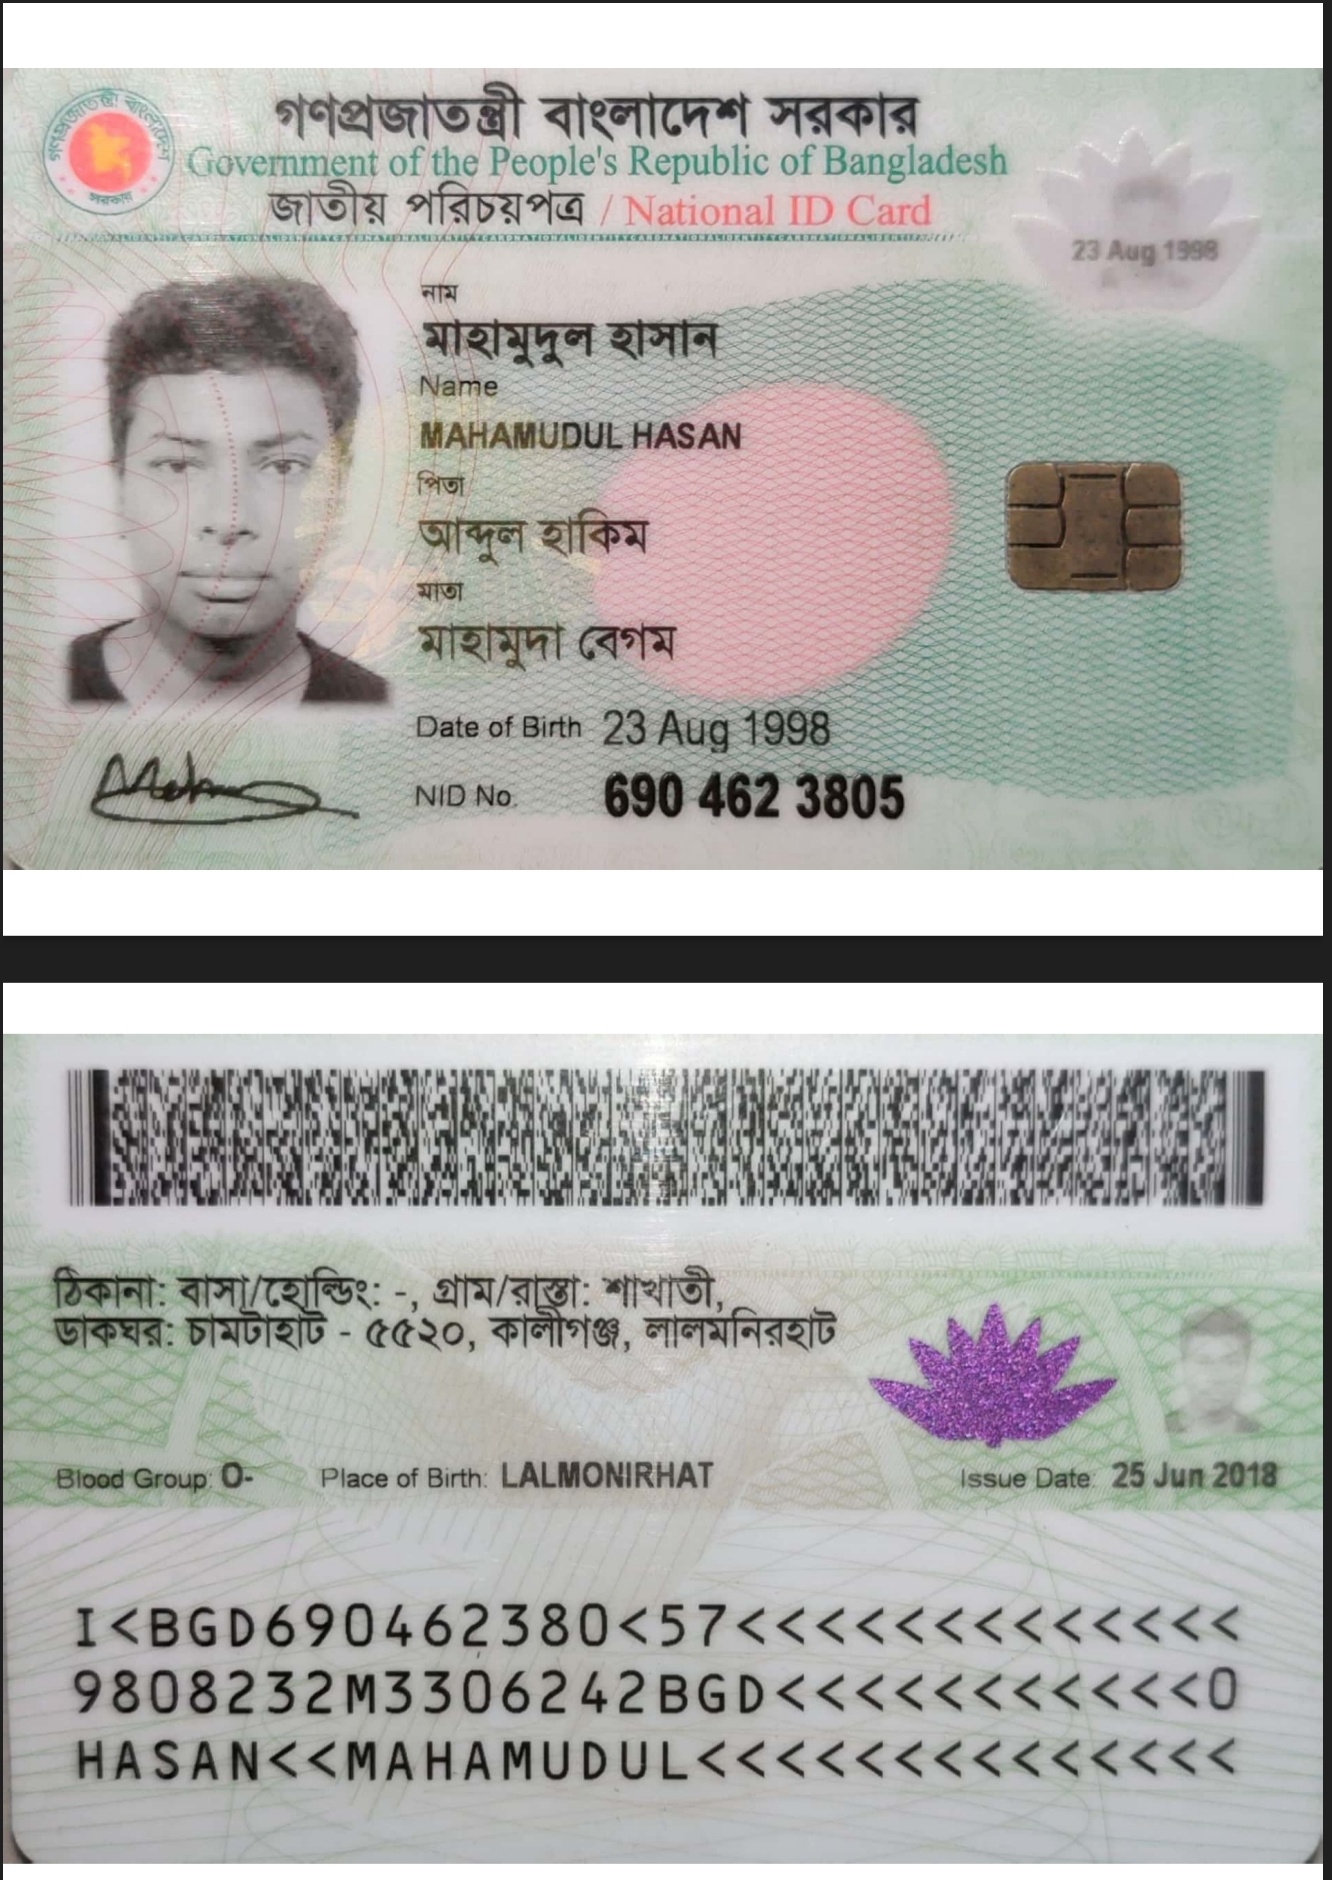 গণপ্রজাতন্ত্রী বাংলাদেশ সরকার
Government of the People's Republic of Bangladesh
জাতীয় পরিচয়পত্র / National ID Card
23 Aug 1998
নাম
মাহামুদুল হাসান
Name
MAHAMUDUL HASAN
পিতা
আব্দুল হাকিম
মাতা
মাহামুদা বেগম
Date of Birth 23 Aug 1998
NID No. 690 462 3805
ঠিকানা: বাসা/হোল্ডিং: -, গ্রাম/রাস্তা: শাখাতী,
ডাকঘর: চামটাহাট - ৫৫২০, কালীগঞ্জ, লালমনিরহাট
Blood Group: O- Place of Birth: LALMONIRHAT Issue Date: 25 Jun 2018
I<BGD690462380<57<<<<<<<<<<<<<
9808232M3306242BGD<<<<<<<<<<<0
HASAN<<MAHAMUDUL<<<<<<<<<<<<<<